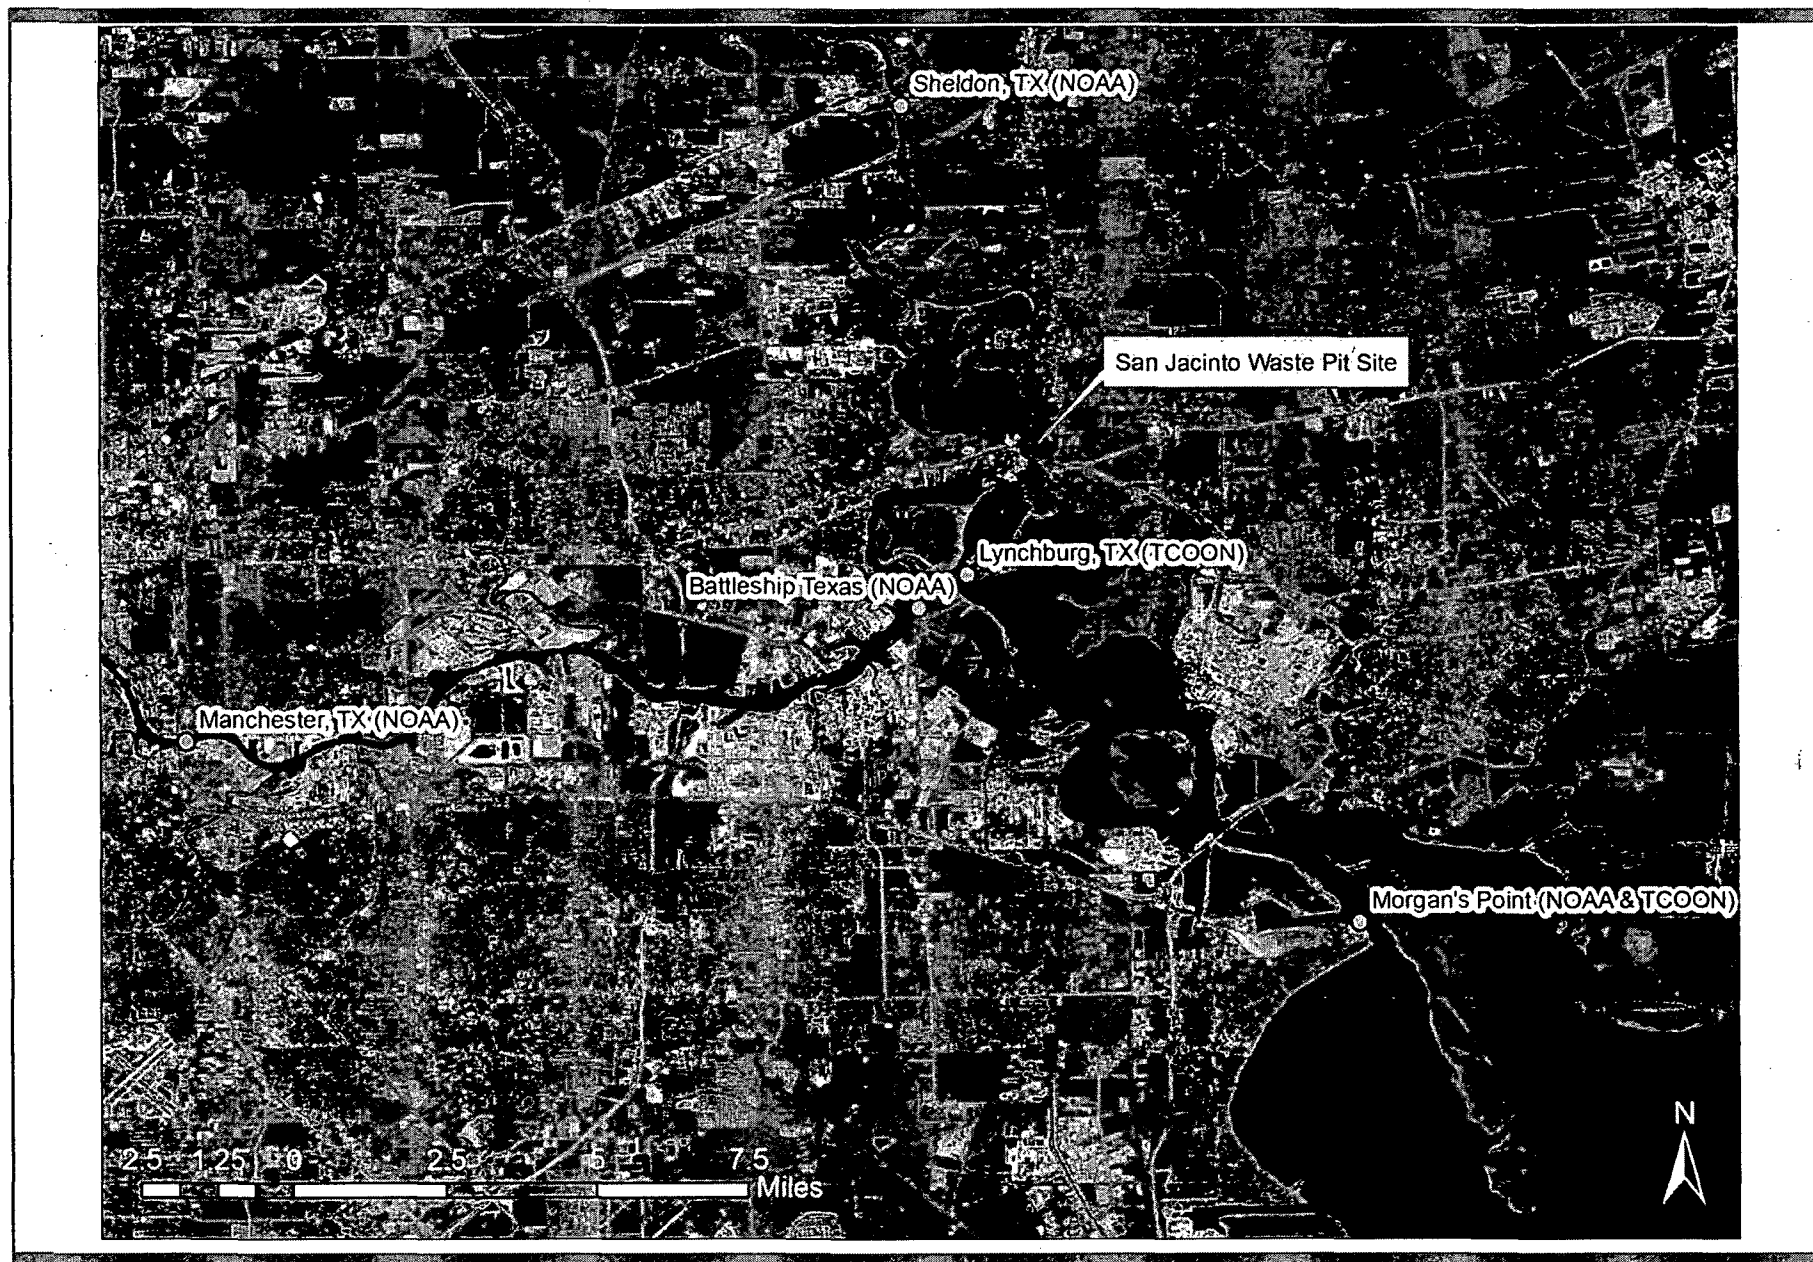 Sheldon, TX (NOAA)
San Jacinto Waste Pit Site
Lynchburg, TX (TCOON)
Battleship Texas (NOAA)
Manchester, TX (NOAA)
Morgan's Point (NOAA & TCOON)
N
2.5 1.25 0 2.5 5 7.5
Miles